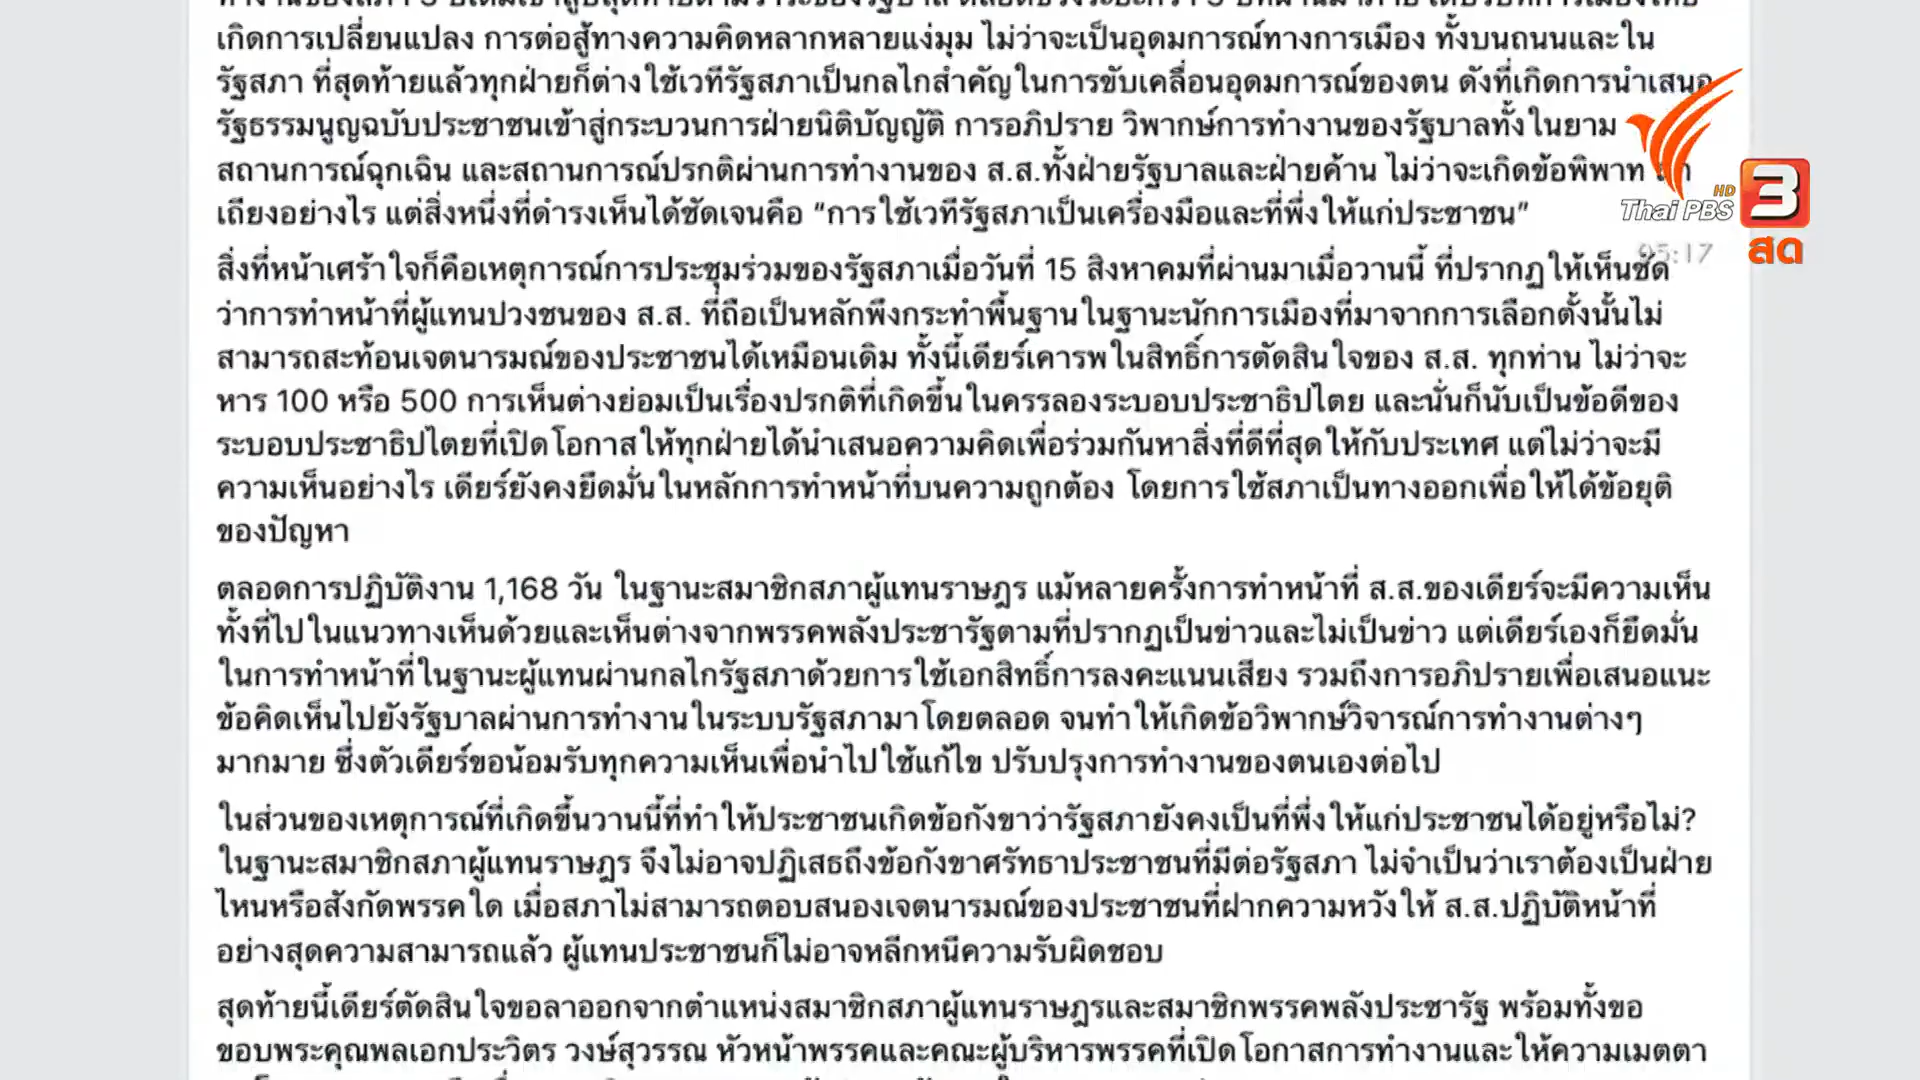 เกิดการเปลี่ยนแปลง การต่อสู้ทางความคิดหลากหลายแง่มุม ไม่ว่าจะเป็นอุดมการณ์ทางการเมือง ทั้งบนถนนและใน
รัฐสภา ที่สุดท้ายแล้วทุกฝ่ายก็ต่างใช้เวทีรัฐสภาเป็นกลไกสำคัญในการขับเคลื่อนอุดมการณ์ของตน ดังที่เกิดการนำเสนอ
รัฐธรรมนูญฉบับประชาชนเข้าสู่กระบวนการฝ่ายนิติบัญญัติ การอภิปราย วิพากษ์การทำงานของรัฐบาลทั้งในยาม
สถานการณ์ฉุกเฉิน และสถานการณ์ปรกติผ่านการทำงานของ ส.ส.ทั้งฝ่ายรัฐบาลและฝ่ายค้าน ไม่ว่าจะเกิดข้อพิพาท
เถียงอย่างไร แต่สิ่งหนึ่งที่ดำรงเห็นได้ชัดเจนคือ “การใช้เวทีรัฐสภาเป็นเครื่องมือและที่พึ่งให้แก่ประชาชน”
HD
Thai PBS
3
สด
05:17
สิ่งที่หน้าเศร้าใจก็คือเหตุการณ์การประชุมร่วมของรัฐสภาเมื่อวันที่ 15 สิงหาคมที่ผ่านมาเมื่อวานนี้ ที่ปรากฏให้เห็นชัด
ว่าการทำหน้าที่ผู้แทนปวงชนของ ส.ส. ที่ถือเป็นหลักพึงกระทำพื้นฐานในฐานะนักการเมืองที่มาจากการเลือกตั้งนั้นไม่
สามารถสะท้อนเจตนารมณ์ของประชาชนได้เหมือนเดิม ทั้งนี้เดียร์เคารพในสิทธิ์การตัดสินใจของ ส.ส. ทุกท่าน ไม่ว่าจะ
หาร 100 หรือ 500 การเห็นต่างย่อมเป็นเรื่องปรกติที่เกิดขึ้นในครรลองระบอบประชาธิปไตย และนั่นก็นับเป็นข้อดีของ
ระบอบประชาธิปไตยที่เปิดโอกาสให้ทุกฝ่ายได้นำเสนอความคิดเพื่อร่วมกันหาสิ่งที่ดีที่สุดให้กับประเทศ แต่ไม่ว่าจะมี
ความเห็นอย่างไร เดียร์ยังคงยึดมั่นในหลักการทำหน้าที่บนความถูกต้อง โดยการใช้สภาเป็นทางออกเพื่อให้ได้ข้อยุติ
ของปัญหา
ตลอดการปฏิบัติงาน 1,168 วัน ในฐานะสมาชิกสภาผู้แทนราษฎร แม้หลายครั้งการทำหน้าที่ ส.ส.ของเดียร์จะมีความเห็น
ทั้งที่ไปในแนวทางเห็นด้วยและเห็นต่างจากพรรคพลังประชารัฐตามที่ปรากฏเป็นข่าวและไม่เป็นข่าว แต่เดียร์เองก็ยึดมั่น
ในการทำหน้าที่ในฐานะผู้แทนผ่านกลไกรัฐสภาด้วยการใช้เอกสิทธิ์การลงคะแนนเสียง รวมถึงการอภิปรายเพื่อเสนอแนะ
ข้อคิดเห็นไปยังรัฐบาลผ่านการทำงานในระบบรัฐสภามาโดยตลอด จนทำให้เกิดข้อวิพากษ์วิจารณ์การทำงานต่างๆ
มากมาย ซึ่งตัวเดียร์ขอน้อมรับทุกความเห็นเพื่อนำไปใช้แก้ไข ปรับปรุงการทำงานของตนเองต่อไป
ในส่วนของเหตุการณ์ที่เกิดขึ้นวานนี้ที่ทำให้ประชาชนเกิดข้อกังขาว่ารัฐสภายังคงเป็นที่พึ่งให้แก่ประชาชนได้อยู่หรือไม่?
ในฐานะสมาชิกสภาผู้แทนราษฎร จึงไม่อาจปฏิเสธถึงข้อกังขาศรัทธาประชาชนที่มีต่อรัฐสภา ไม่จำเป็นว่าเราต้องเป็นฝ่าย
ไหนหรือสังกัดพรรคใด เมื่อสภาไม่สามารถตอบสนองเจตนารมณ์ของประชาชนที่ฝากความหวังให้ ส.ส.ปฏิบัติหน้าที่
อย่างสุดความสามารถแล้ว ผู้แทนประชาชนก็ไม่อาจหลีกหนีความรับผิดชอบ
สุดท้ายนี้เดียร์ตัดสินใจขอลาออกจากตำแหน่งสมาชิกสภาผู้แทนราษฎรและสมาชิกพรรคพลังประชารัฐ พร้อมทั้งขอ
ขอบพระคุณพลเอกประวิตร วงษ์สุวรรณ หัวหน้าพรรคและคณะผู้บริหารพรรคที่เปิดโอกาสการทำงานและให้ความเมตตา